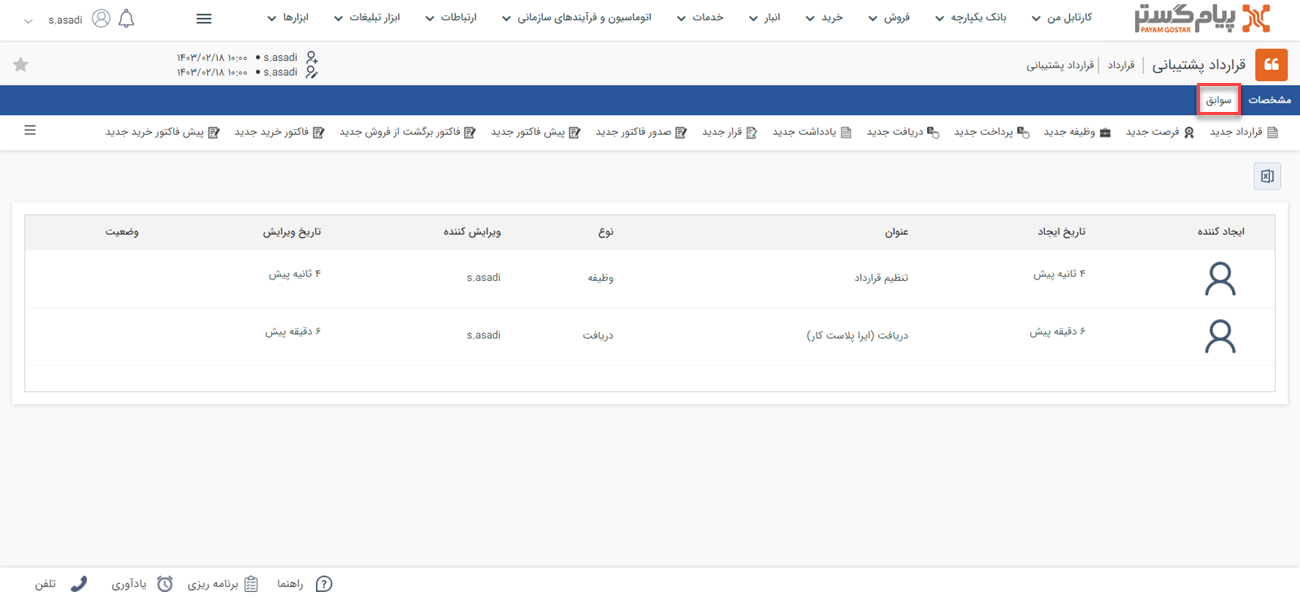 پیام گستر کارتابل من بانک یکپارچه فروش خرید انبار خدمات اتوماسیون و فرآیندهای سازمانی ارتباطات ابزار تبلیغات ابزارها s.asadi
PAYAM GOSTAR
قرارداد پشتیبانی | قرارداد | قرارداد پشتیبانی
s.asadi • ۱۰:۰۰ ۱۴۰۳/۰۲/۱۸
s.asadi • ۱۰:۰۰ ۱۴۰۳/۰۲/۱۸
مشخصات سوابق
قرارداد جدید فرصت جدید وظیفه جدید پرداخت جدید دریافت جدید یادداشت جدید قرار جدید صدور فاکتور جدید پیش فاکتور جدید فاکتور برگشت از فروش جدید فاکتور خرید جدید پیش فاکتور خرید جدید
ایجاد کننده تاریخ ایجاد عنوان نوع ویرایش کننده تاریخ ویرایش وضعیت
۴ ثانیه پیش تنظیم قرارداد وظیفه s.asadi ۴ ثانیه پیش
۶ دقیقه پیش دریافت (ایرا پلاست کار) دریافت s.asadi ۶ دقیقه پیش
راهنما برنامه ریزی یادآوری تلفن